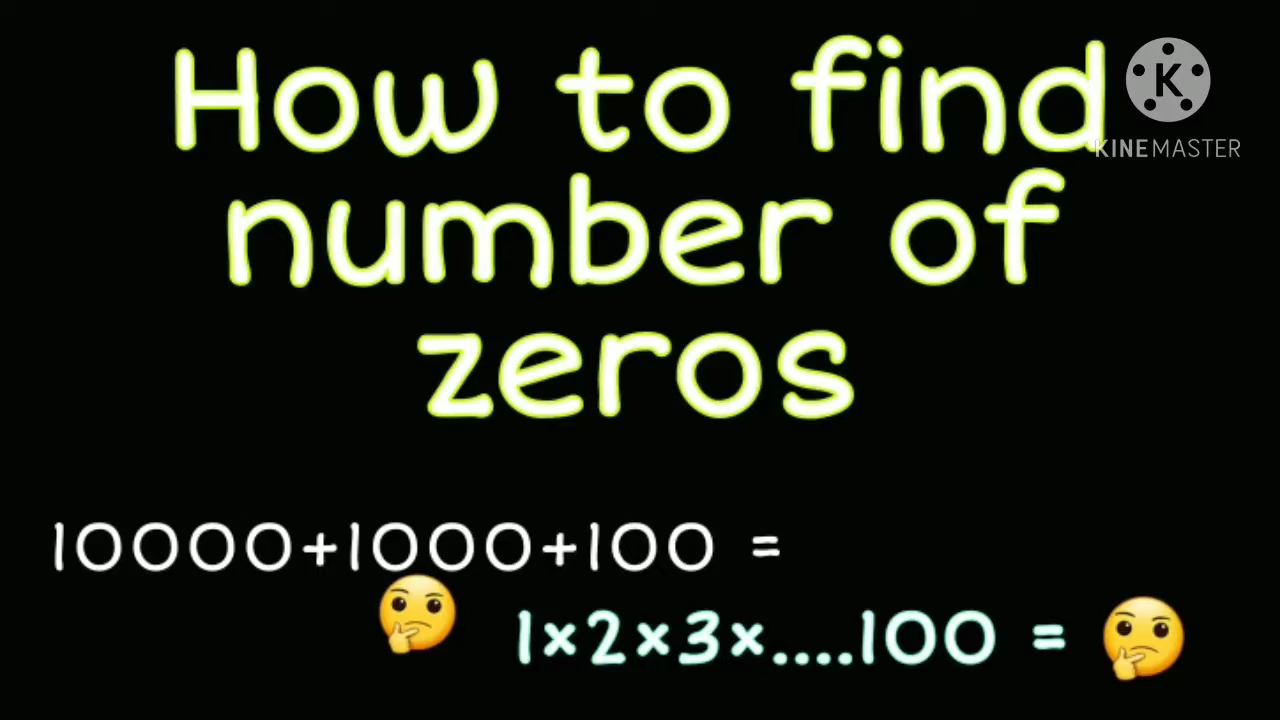 How to find
K
KINEMASTER
number of
zeros
10000+1000+100 =
1×2×3×....100 =